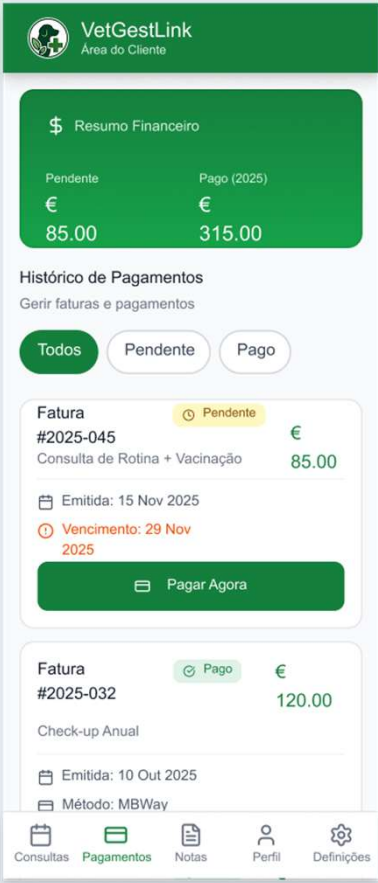 VetGestLink
Área do Cliente
$ Resumo Financeiro
Pendente Pago (2025)
€ €
85.00 315.00
Histórico de Pagamentos
Gerir faturas e pagamentos
Todos Pendente Pago
Fatura
#2025-045
Pendente
€
85.00
Consulta de Rotina + Vacinação
Emitida: 15 Nov 2025
Vencimento: 29 Nov
2025
Pagar Agora
Fatura
#2025-032
Pago
€
120.00
Check-up Anual
Emitida: 10 Out 2025
Método: MBWay
Consultas Pagamentos Notas Perfil Definições